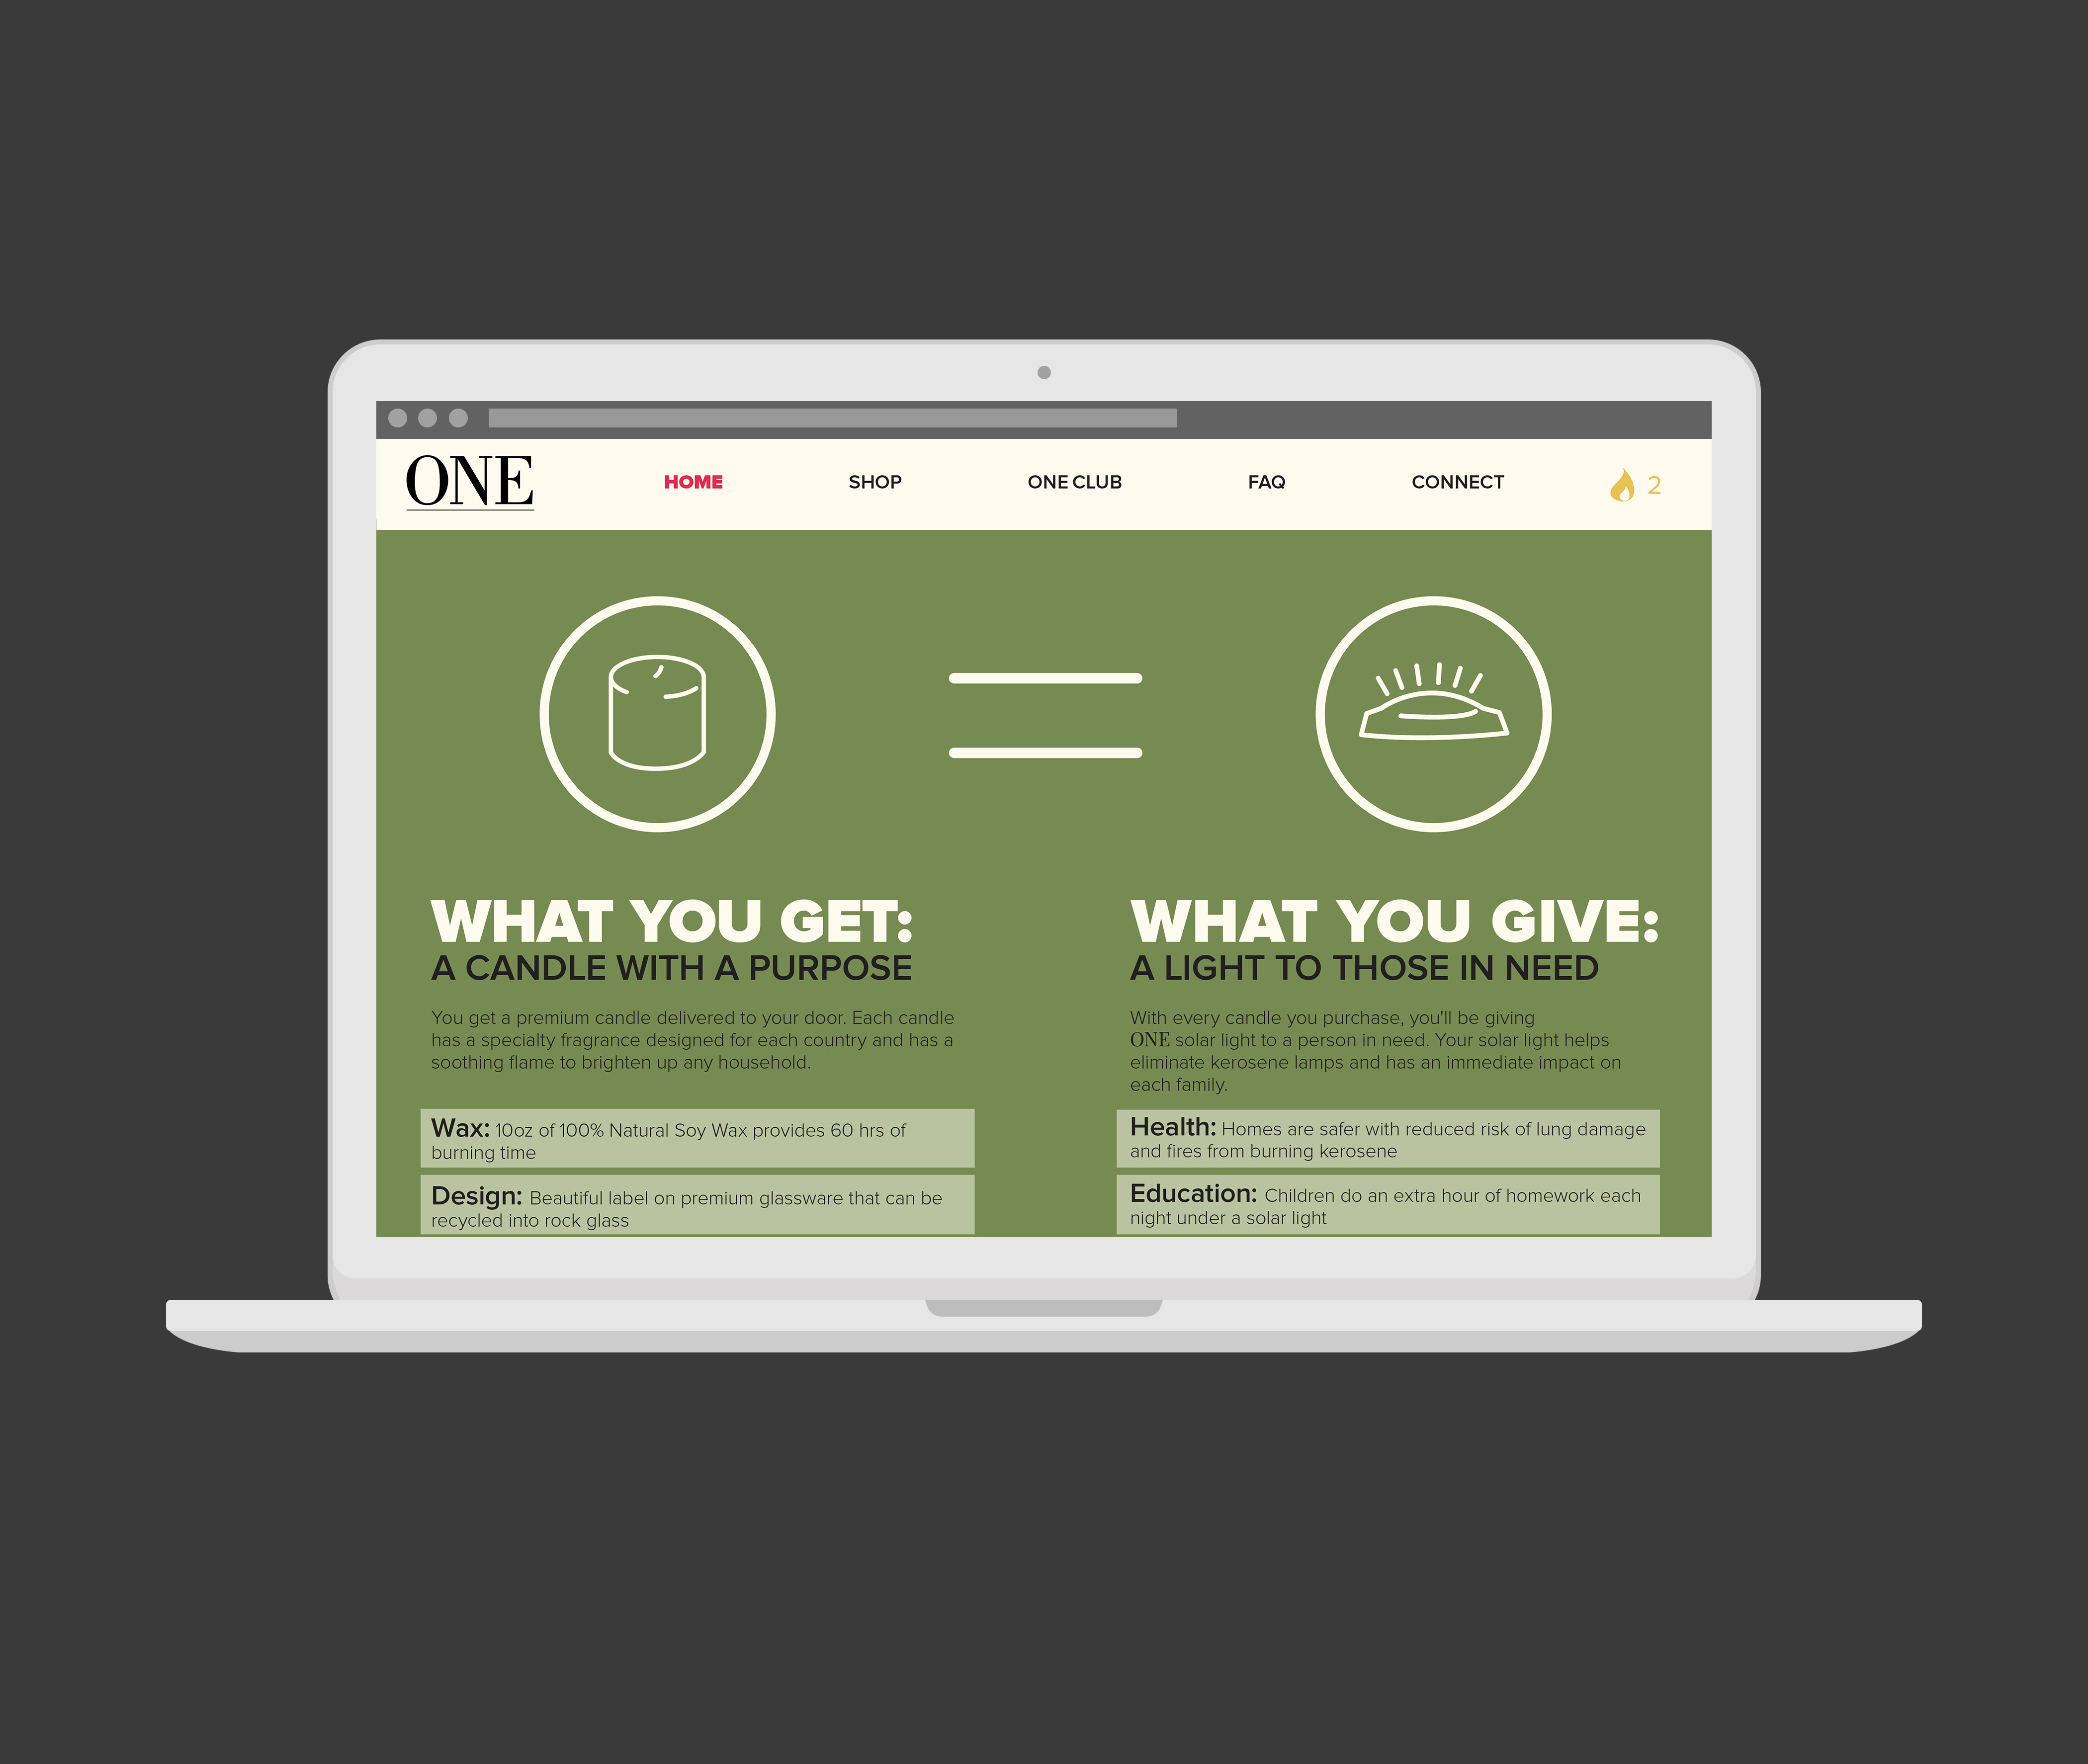 ONE
HOME
SHOP
ONE CLUB
FAQ
CONNECT
2
WHAT YOU GET:
A CANDLE WITH A PURPOSE
You get a premium candle delivered to your door. Each candle
has a specialty fragrance designed for each country and has a
soothing flame to brighten up any household.
Wax: 10oz of 100% Natural Soy Wax provides 60 hrs of
burning time
Design: Beautiful label on premium glassware that can be
recycled into rock glass
WHAT YOU GIVE:
A LIGHT TO THOSE IN NEED
With every candle you purchase, you'll be giving
ONE solar light to a person in need. Your solar light helps
eliminate kerosene lamps and has an immediate impact on
each family.
Health: Homes are safer with reduced risk of lung damage
and fires from burning kerosene
Education: Children do an extra hour of homework each
night under a solar light